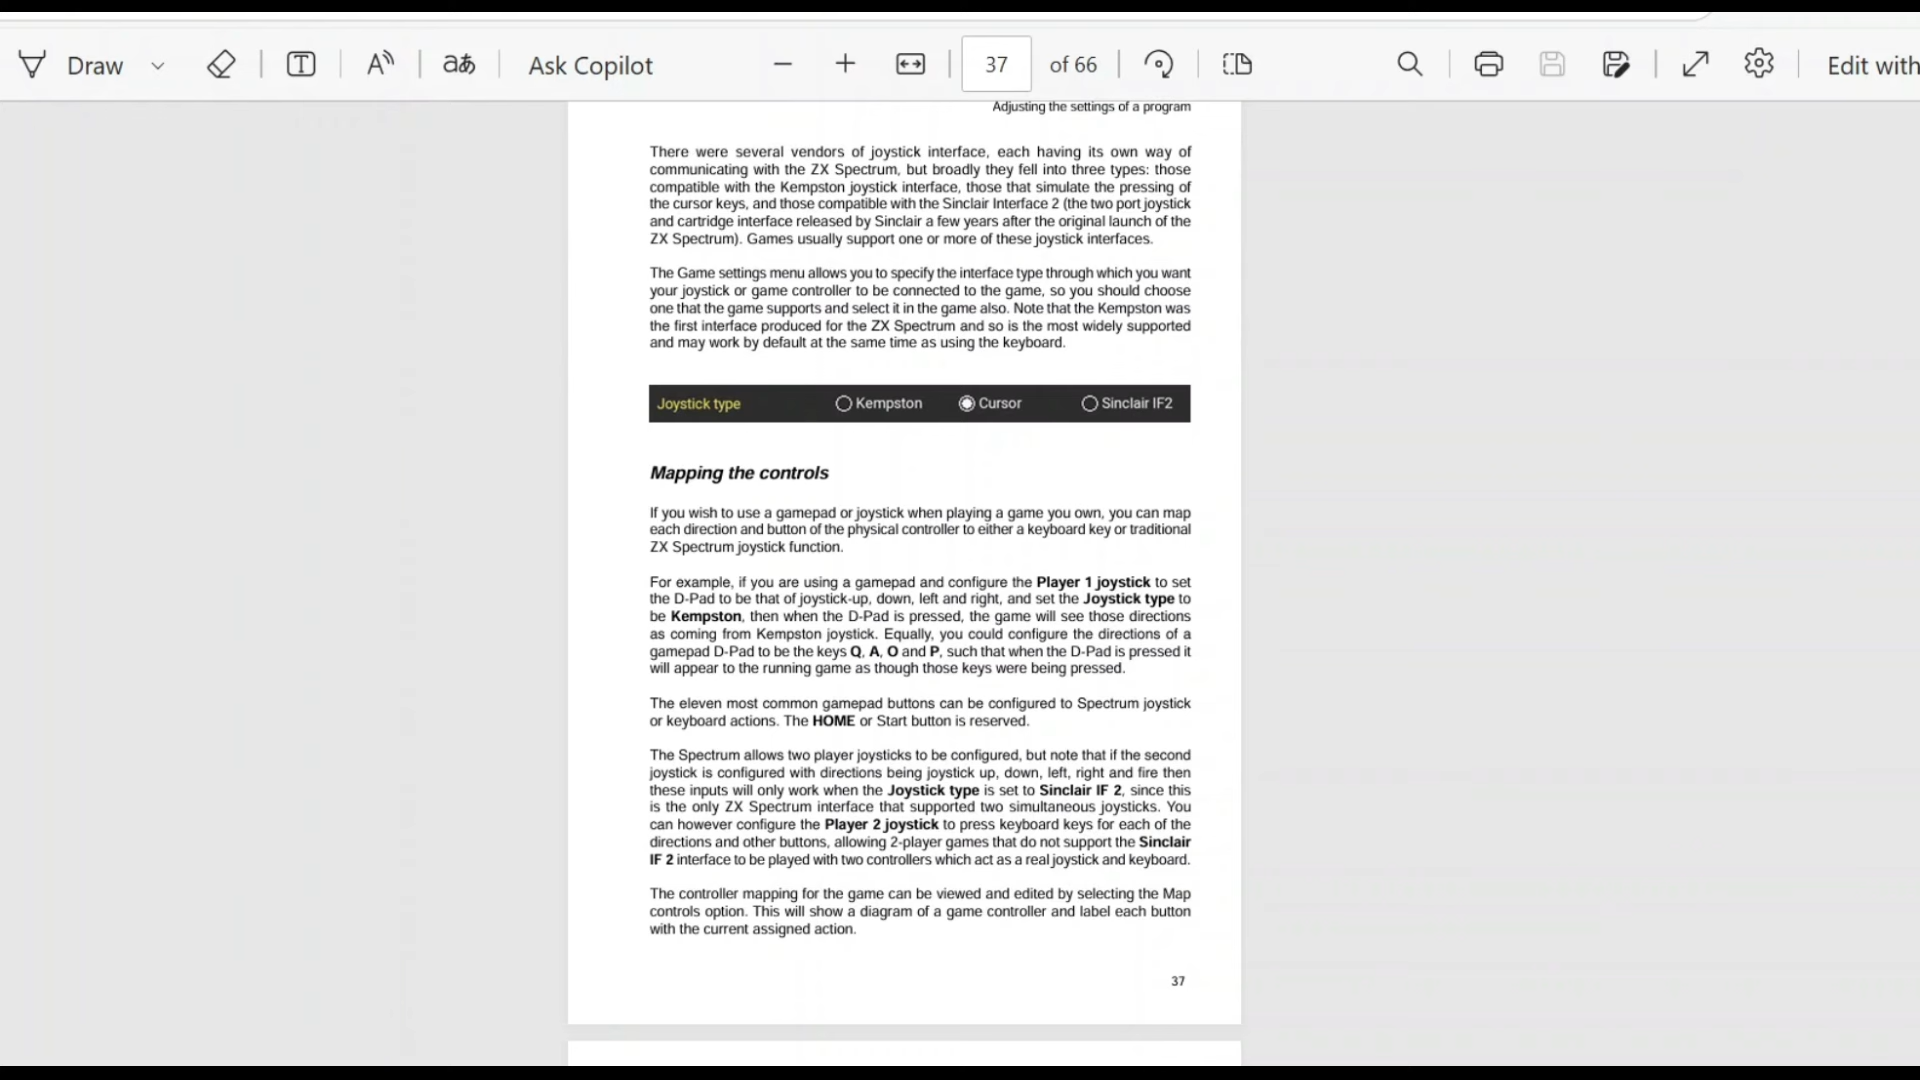 Draw
Ask Copilot
37 of 66
Edit with
Adjusting the settings of a program
There were several vendors of joystick interface, each having its own way of
communicating with the ZX Spectrum, but broadly they fell into three types: those
compatible with the Kempston joystick interface, those that simulate the pressing of
the cursor keys, and those compatible with the Sinclair Interface 2 (the two port joystick
and cartridge interface released by Sinclair a few years after the original launch of the
ZX Spectrum). Games usually support one or more of these joystick interfaces.
The Game settings menu allows you to specify the interface type through which you want
your joystick or game controller to be connected to the game, so you should choose
one that the game supports and select it in the game also. Note that the Kempston was
the first interface produced for the ZX Spectrum and so is the most widely supported
and may work by default at the same time as using the keyboard.
Joystick type Kempston Cursor Sinclair IF2
Mapping the controls
If you wish to use a gamepad or joystick when playing a game you own, you can map
each direction and button of the physical controller to either a keyboard key or traditional
ZX Spectrum joystick function.
For example, if you are using a gamepad and configure the Player 1 joystick to set
the D-Pad to be that of joystick-up, down, left and right, and set the Joystick type to
be Kempston, then when the D-Pad is pressed, the game will see those directions
as coming from Kempston joystick. Equally, you could configure the directions of a
gamepad D-Pad to be the keys Q, A, O and P, such that when the D-Pad is pressed it
will appear to the running game as though those keys were being pressed.
The eleven most common gamepad buttons can be configured to Spectrum joystick
or keyboard actions. The HOME or Start button is reserved.
The Spectrum allows two player joysticks to be configured, but note that if the second
joystick is configured with directions being joystick up, down, left, right and fire then
these inputs will only work when the Joystick type is set to Sinclair IF 2, since this
is the only ZX Spectrum interface that supported two simultaneous joysticks. You
can however configure the Player 2 joystick to press keyboard keys for each of the
directions and other buttons, allowing 2-player games that do not support the Sinclair
IF 2 interface to be played with two controllers which act as a real joystick and keyboard.
The controller mapping for the game can be viewed and edited by selecting the Map
controls option. This will show a diagram of a game controller and label each button
with the current assigned action.
37